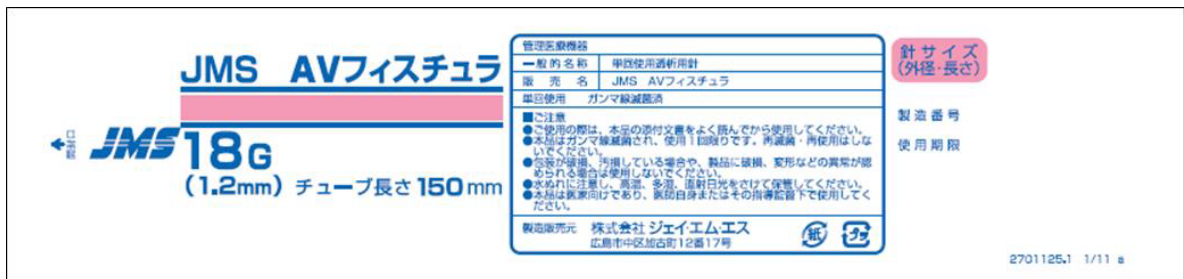 JMS AVフィスチュラ
開封口
JMS 18G
(1.2mm) チューブ長さ 150mm
管理医療機器
一般的名称 単回使用透析用針
販売名 JMS AVフィスチュラ
単回使用 ガンマ線滅菌済
■ご注意
●ご使用の際は、本品の添付文書をよく読んでから使用してください。
●本品はガンマ線滅菌され、使用1回限りです。再滅菌・再使用はしな
いでください。
●包装が破損、汚損している場合や、製品に破損、変形などの異常が認
められる場合は使用しないでください。
●水ぬれに注意し、高温、多湿、直射日光をさけて保管してください。
●本品は医家向けであり、医師自身またはその指導監督下で使用してく
ださい。
製造販売元 株式会社 ジェイ・エム・エス
広島市中区加古町12番17号
紙
プラ
針サイズ
(外径・長さ)
製造番号
使用期限
2701125.1 1/11 s